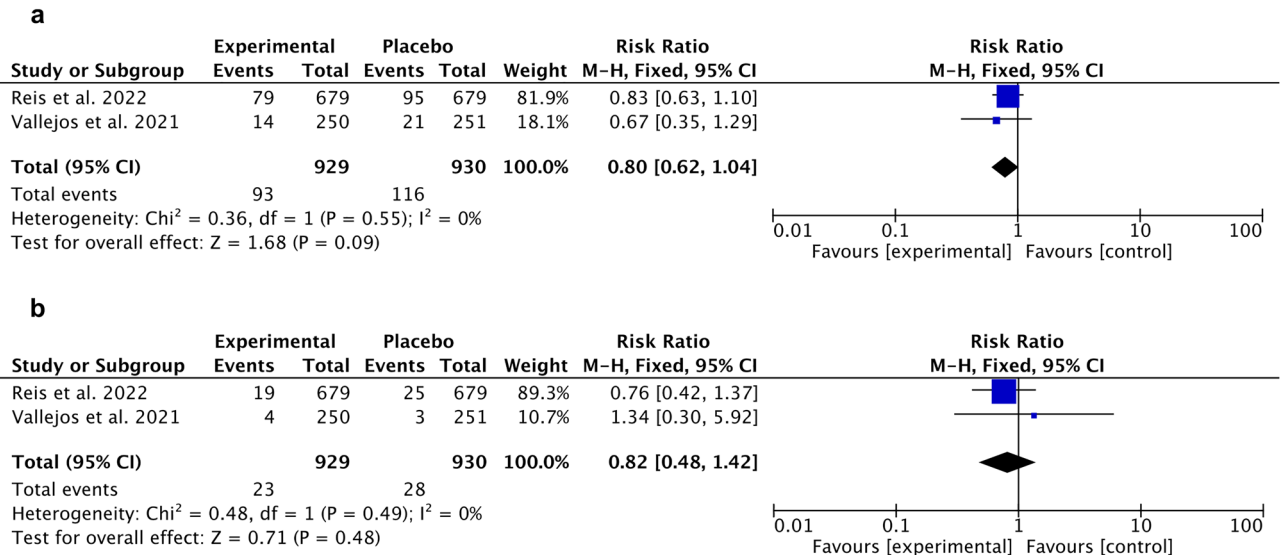 a
Experimental Placebo Risk Ratio Risk Ratio
Study or Subgroup Events Total Events Total Weight M-H, Fixed, 95% CI M-H, Fixed, 95% CI
Reis et al. 2022 79 679 95 679 81.9% 0.83 [0.63, 1.10]
Vallejos et al. 2021 14 250 21 251 18.1% 0.67 [0.35, 1.29]
Total (95% CI) 929 930 100.0% 0.80 [0.62, 1.04]
Total events 93 116
Heterogeneity: Chi² = 0.36, df = 1 (P = 0.55); I² = 0%
Test for overall effect: Z = 1.68 (P = 0.09)
0.01 0.1 1 10 100
Favours [experimental] Favours [control]
b
Experimental Placebo Risk Ratio Risk Ratio
Study or Subgroup Events Total Events Total Weight M-H, Fixed, 95% CI M-H, Fixed, 95% CI
Reis et al. 2022 19 679 25 679 89.3% 0.76 [0.42, 1.37]
Vallejos et al. 2021 4 250 3 251 10.7% 1.34 [0.30, 5.92]
Total (95% CI) 929 930 100.0% 0.82 [0.48, 1.42]
Total events 23 28
Heterogeneity: Chi² = 0.48, df = 1 (P = 0.49); I² = 0%
Test for overall effect: Z = 0.71 (P = 0.48)
0.01 0.1 1 10 100
Favours [experimental] Favours [control]